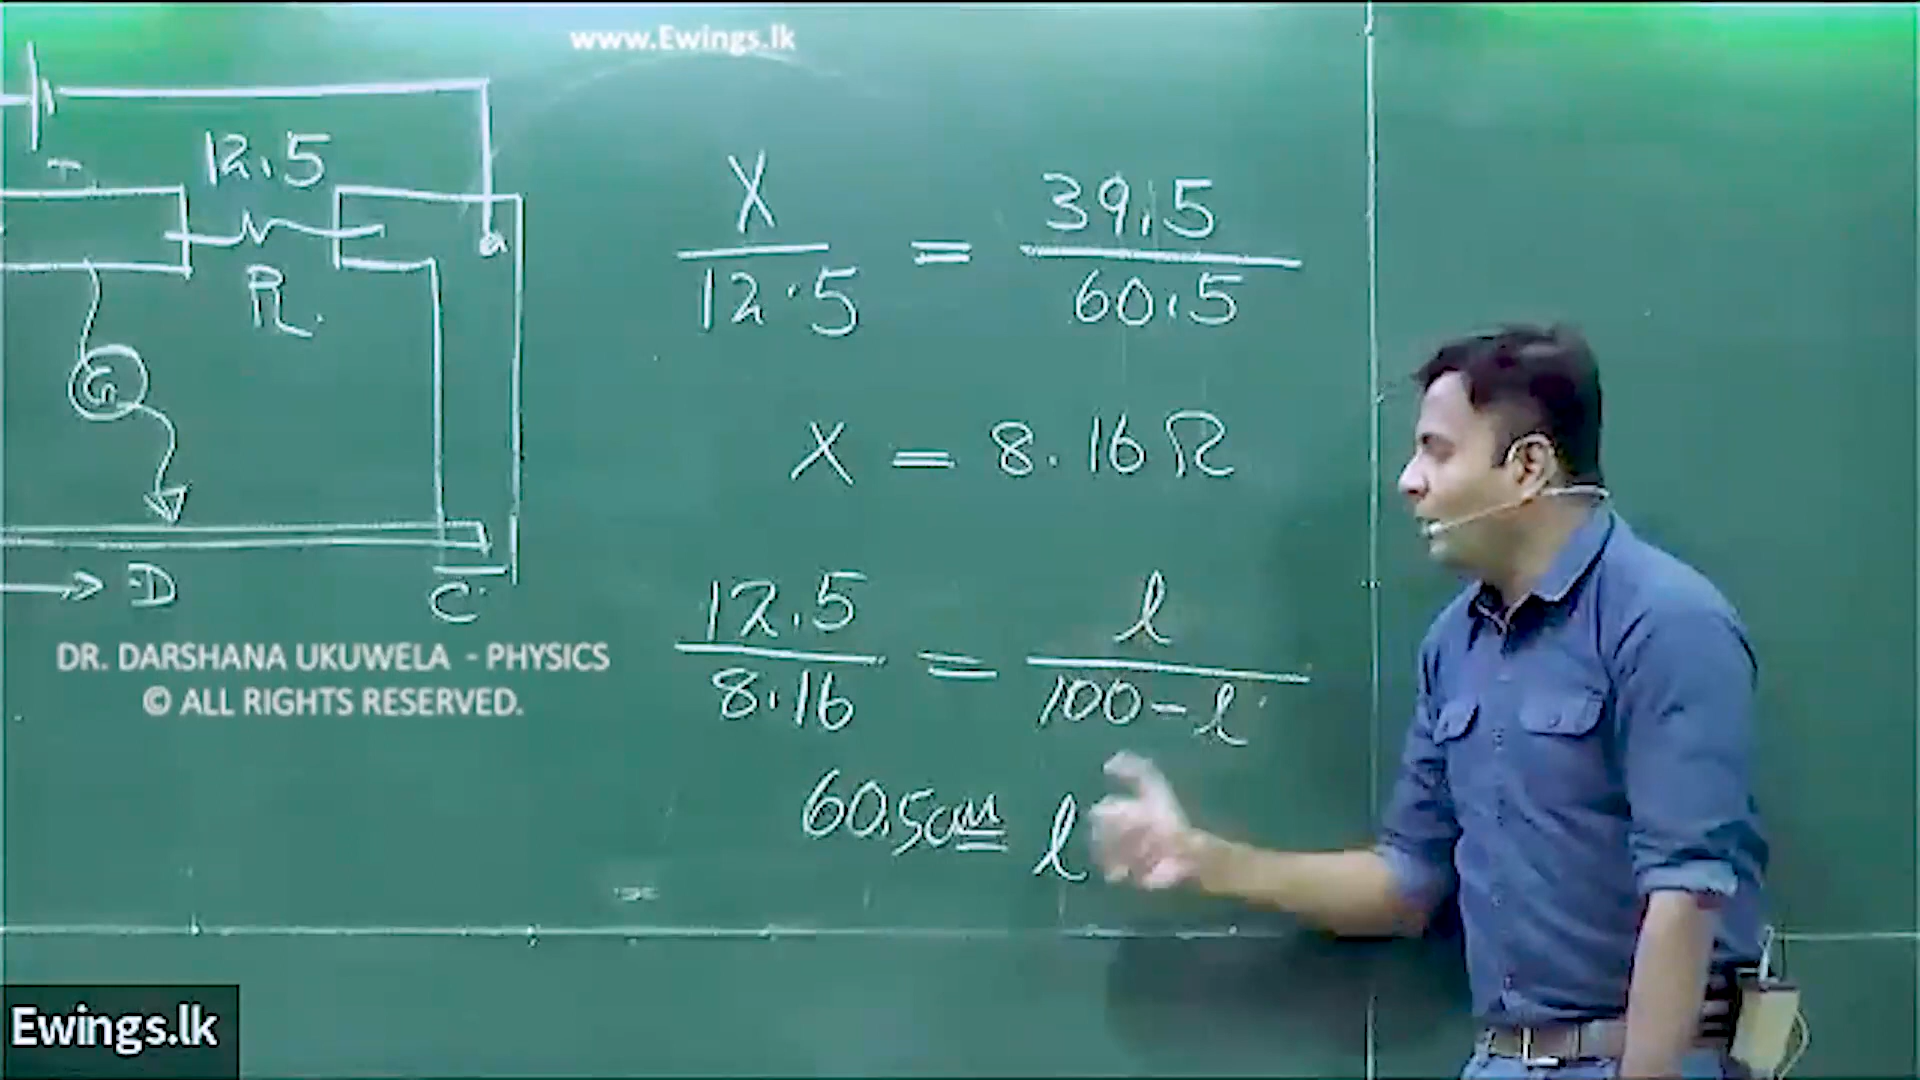 www.Ewings.lk
12.5
R.
G
D
C
X
12.5
=
39.5
60.5
X = 8.16 Ω
12.5
8.16
=
l
100 - l
60.5cm l
DR. DARSHANA UKUWELA - PHYSICS
© ALL RIGHTS RESERVED.
Ewings.lk